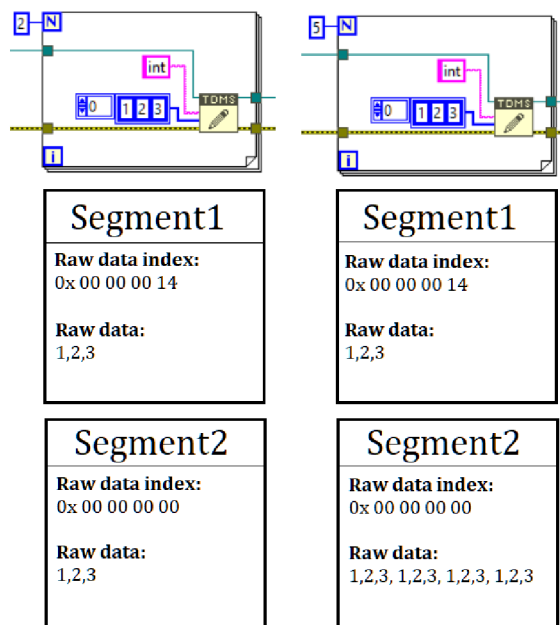 2 N
int
0 1 2 3
TDMS
i
5 N
int
0 1 2 3
TDMS
i
Segment1
Raw data index:
0x 00 00 00 14
Raw data:
1,2,3
Segment1
Raw data index:
0x 00 00 00 14
Raw data:
1,2,3
Segment2
Raw data index:
0x 00 00 00 00
Raw data:
1,2,3
Segment2
Raw data index:
0x 00 00 00 00
Raw data:
1,2,3, 1,2,3, 1,2,3, 1,2,3